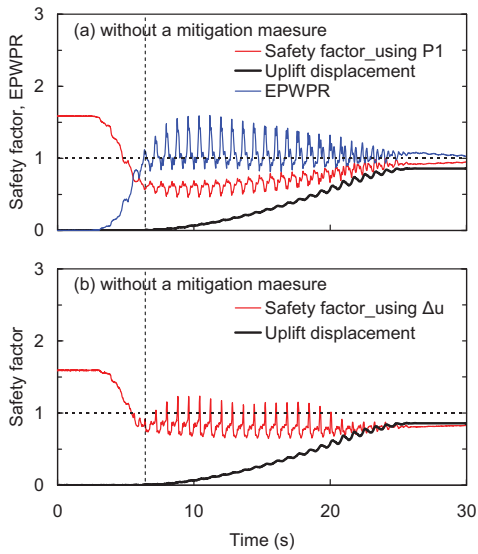 3
(a) without a mitigation maesure
Safety factor_using P1
Uplift displacement
EPWPR
2
1
0
Safety factor, EPWPR
3
(b) without a mitigation maesure
Safety factor_using Δu
Uplift displacement
2
1
0
Safety factor
0 10 20 30
Time (s)